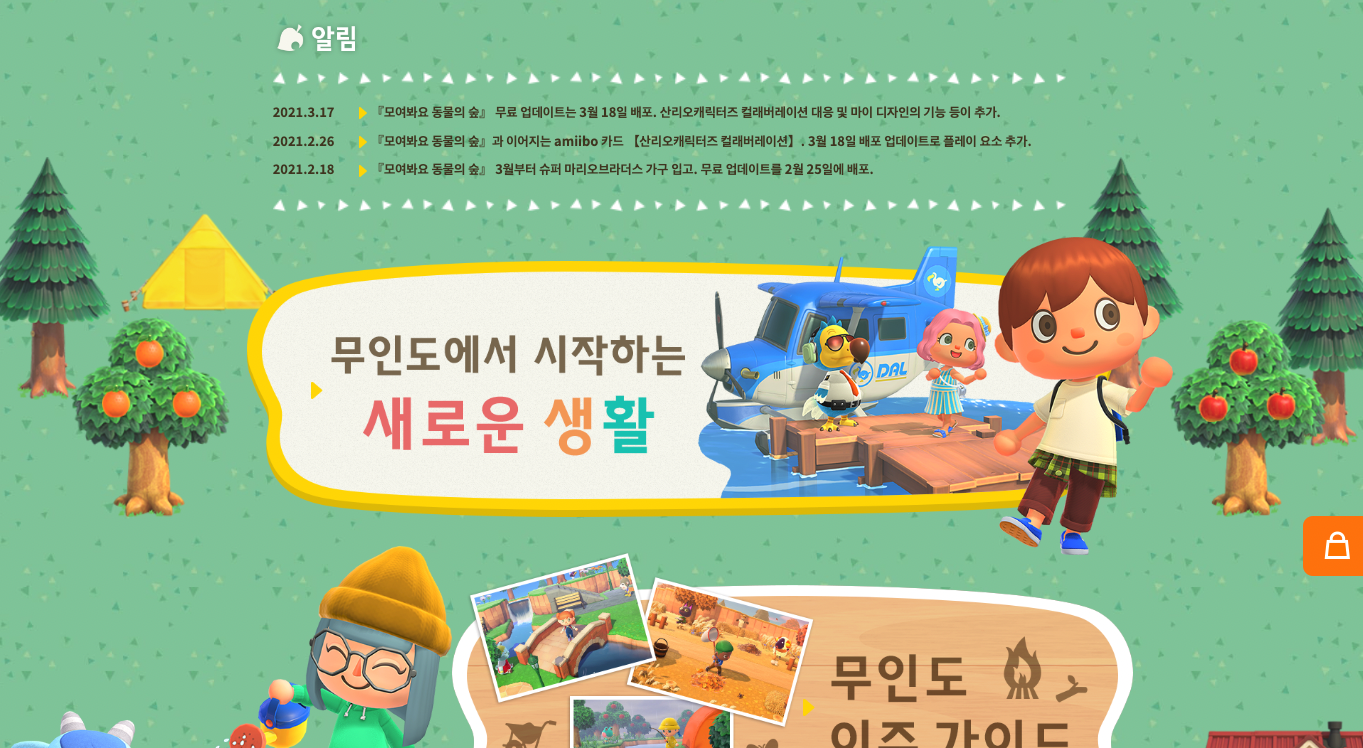 알림
2021.3.17 『모여봐요 동물의 숲』 무료 업데이트는 3월 18일 배포. 산리오캐릭터즈 컬래버레이션 대응 및 마이 디자인의 기능 등이 추가.
2021.2.26 『모여봐요 동물의 숲』과 이어지는 amiibo 카드 【산리오캐릭터즈 컬래버레이션】. 3월 18일 배포 업데이트로 플레이 요소 추가.
2021.2.18 『모여봐요 동물의 숲』 3월부터 슈퍼 마리오브라더스 가구 입고. 무료 업데이트를 2월 25일에 배포.
무인도에서 시작하는
새로운 생활
DAL
무인도
이주 가이드